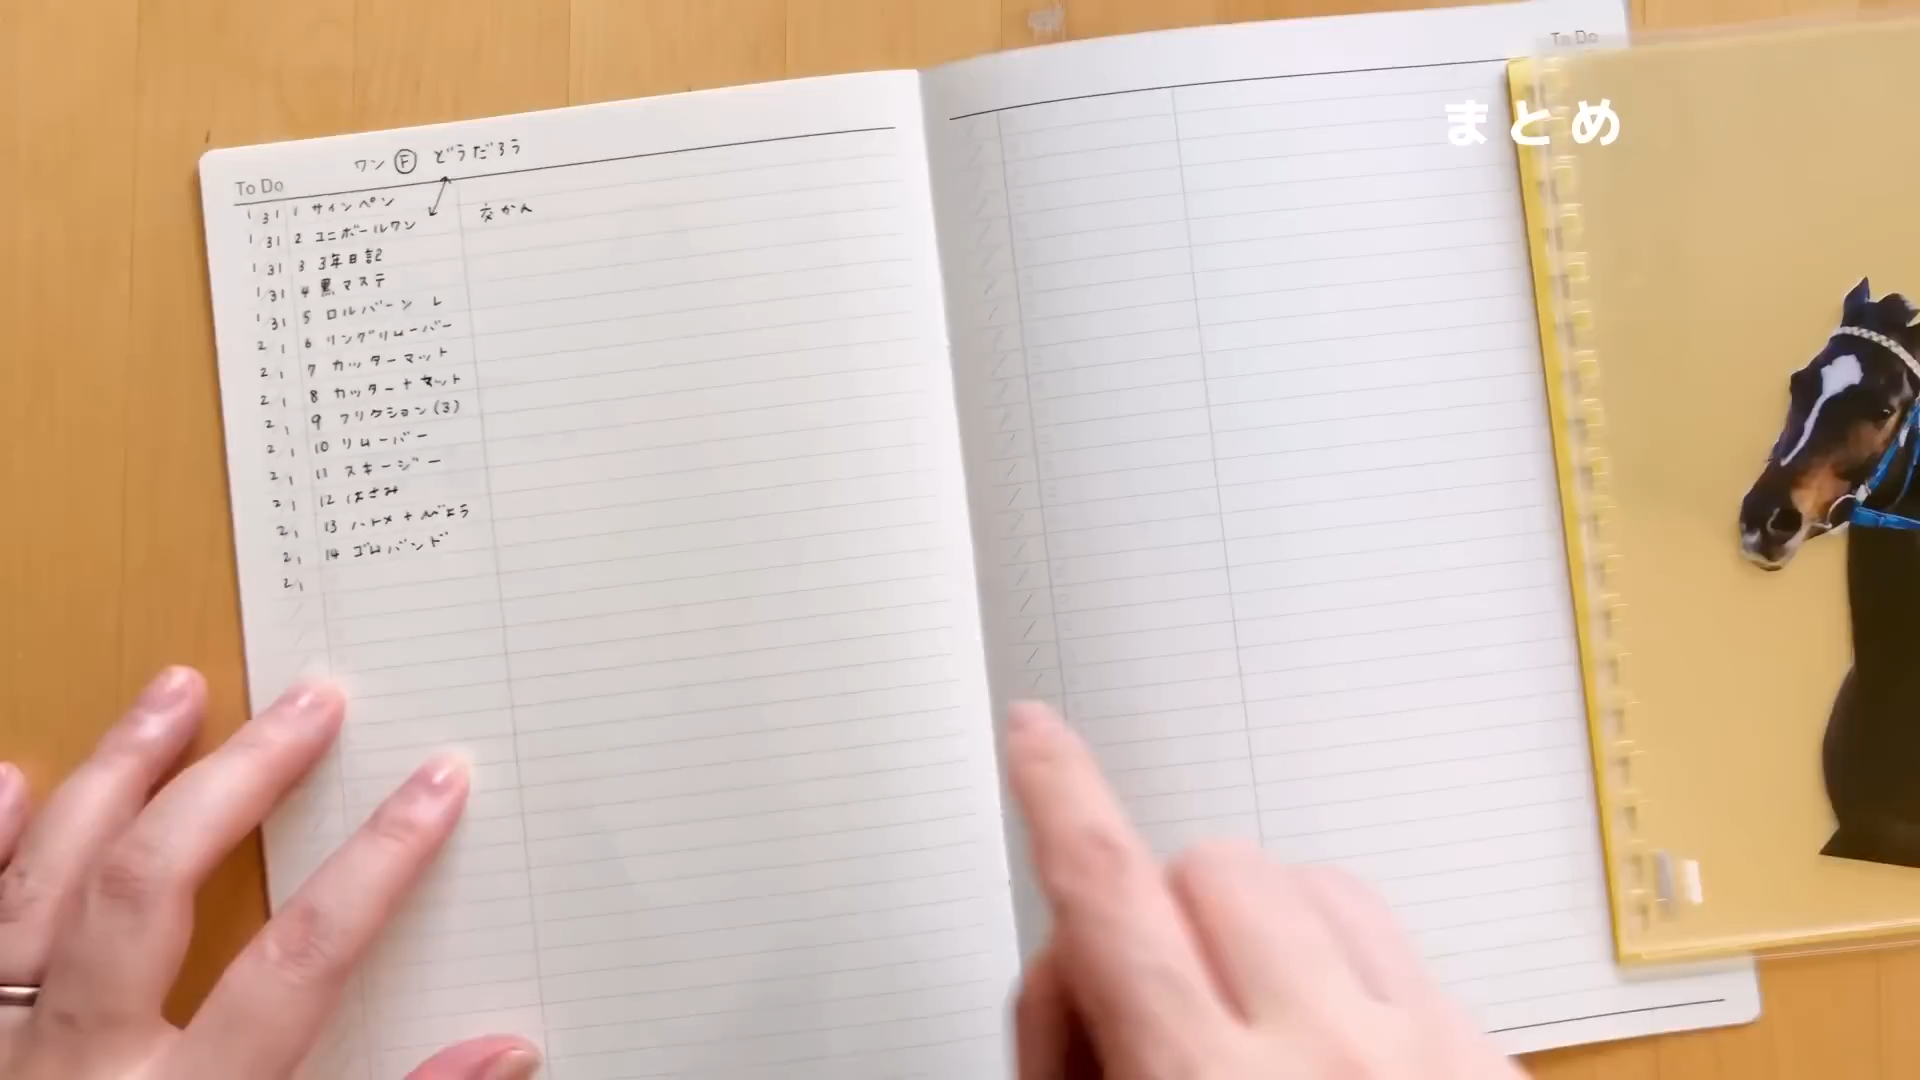 ワン Ⓕ どうだろう
To Do
1/31 1 サインペン 交かん
1/31 2 ユニボールワン
1/31 3 3年日記
1/31 4 黒マステ
1/31 5 ロルバーン L
2/1 6 リングリムーバー
2/1 7 カッターマット
2/1 8 カッター+マット
2/1 9 フリクション(3)
2/1 10 リムーバー
2/1 11 スキージー
2/1 12 はさみ
2/1 13 ハトメ+
2/1 14 ゴムバンド
2/1
To Do
まとめ